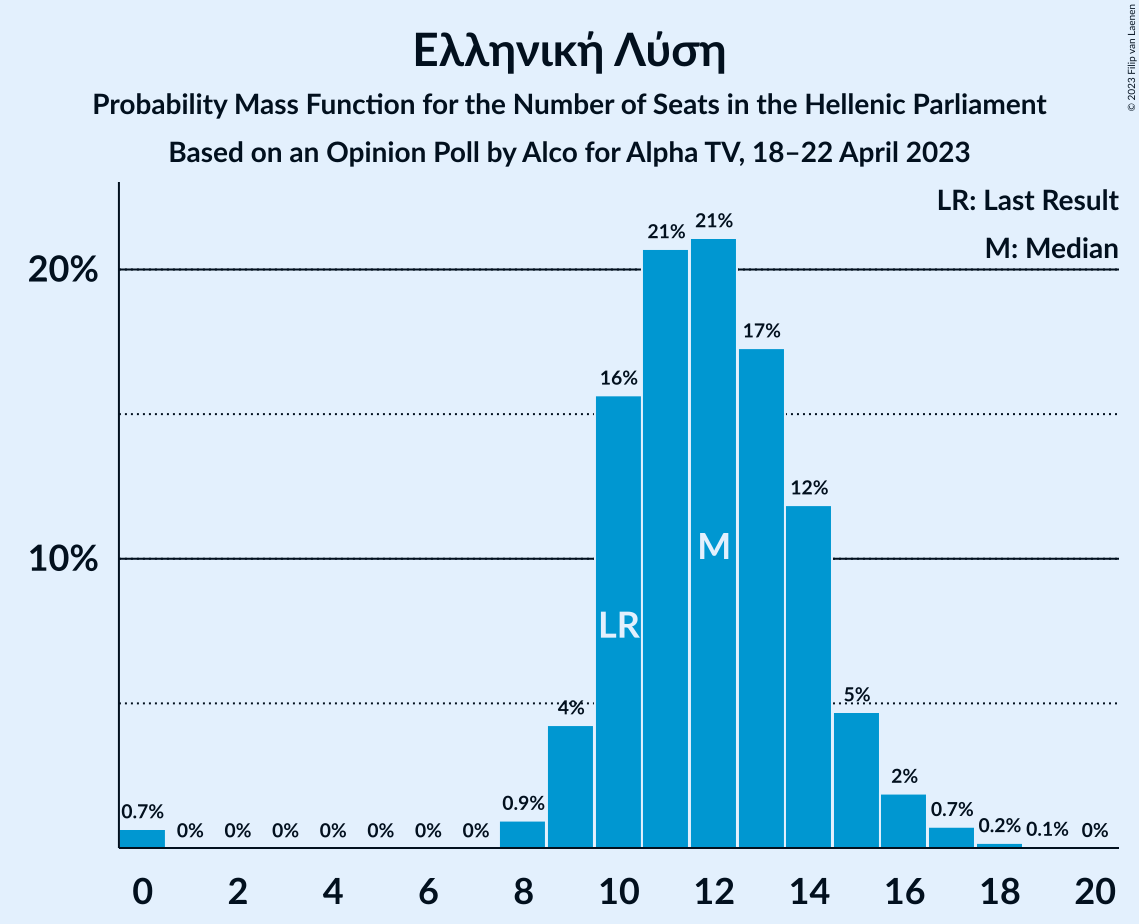 © 2023 Filip van Laenen
Ελληνική Λύση
Probability Mass Function for the Number of Seats in the Hellenic Parliament
Based on an Opinion Poll by Alco for Alpha TV, 18–22 April 2023
LR: Last Result
M: Median
20%
10%
0.7% 0% 0% 0% 0% 0% 0% 0% 0.9% 4% 16% 21% 21% 17% 12% 5% 2% 0.7% 0.2% 0.1% 0%
LR M
0 2 4 6 8 10 12 14 16 18 20